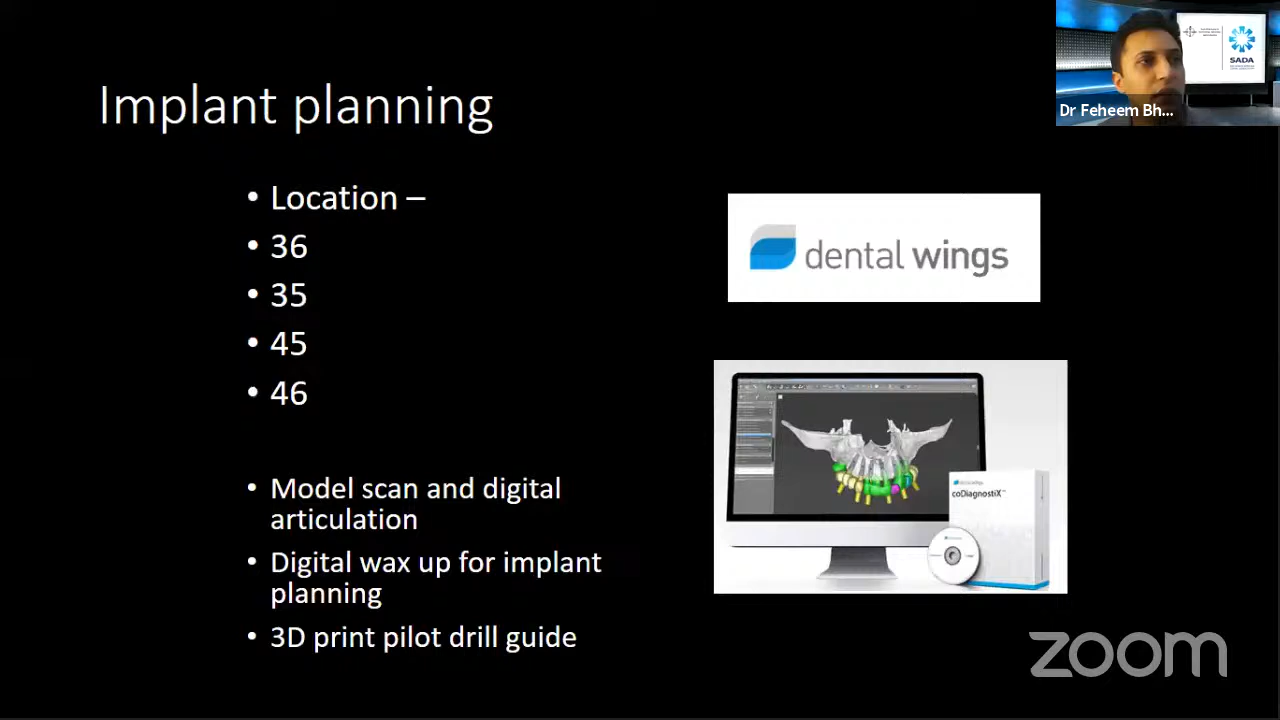 Implant planning
• Location –
• 36
• 35
• 45
• 46
• Model scan and digital
articulation
• Digital wax up for implant
planning
• 3D print pilot drill guide
dental wings
coDiagnostiX™
SADA
Dr Feheem Bh...
zoom